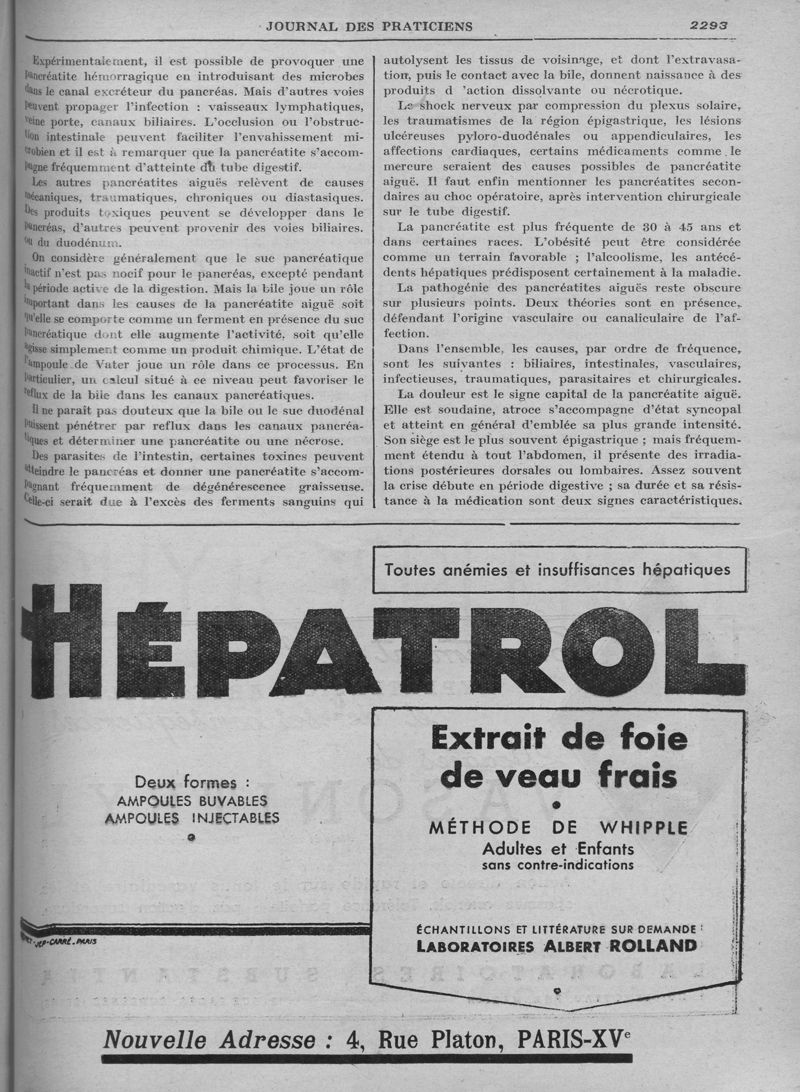 JOURNAL DES PRATICIENS
2293
Expérimentalement, il est possible de provoquer une
pancréatite hémorragique en introduisant des microbes
dans le canal excréteur du pancréas. Mais d'autres voies
peuvent propager l'infection : vaisseaux lymphatiques,
veine porte, canaux biliaires. L'occlusion ou l'obstruc-
tion intestinale peuvent faciliter l'envahissement mi-
crobien et il est à remarquer que la pancréatite s'accom-
pagne fréquemment d'atteinte du tube digestif.
Les autres pancréatites aiguës relèvent de causes
mécaniques, traumatiques, chroniques ou diastasiques.
Des produits toxiques peuvent se développer dans le
pancréas, d'autres peuvent provenir des voies biliaires.
ou du duodénum.
On considère généralement que le suc pancréatique
inactif n'est pas nocif pour le pancréas, excepté pendant
la période active de la digestion. Mais la bile joue un rôle
important dans les causes de la pancréatite aiguë soit
qu'elle se comporte comme un ferment en présence du suc
pancréatique dont elle augmente l'activité, soit qu'elle
agisse simplement comme un produit chimique. L'état de
l'ampoule de Vater joue un rôle dans ce processus. En
particulier, un calcul situé à ce niveau peut favoriser le
reflux de la bile dans les canaux pancréatiques.
Il ne parait pas douteux que la bile ou le suc duodénal
puissent pénétrer par reflux dans les canaux pancréa-
tiques et déterminer une pancréatite ou une nécrose.
Des parasites de l'intestin, certaines toxines peuvent
atteindre le pancréas et donner une pancréatite s'accom-
pagnant fréquemment de dégénérescence graisseuse.
Celle-ci serait due à l'excès des ferments sanguins qui
autolysent les tissus de voisinage, et dont l'extravasa-
tion, puis le contact avec la bile, donnent naissance à des
produits d 'action dissolvante ou nécrotique.
Le shock nerveux par compression du plexus solaire,
les traumatismes de la région épigastrique, les lésions
ulcéreuses pyloro-duodénales ou appendiculaires, les
affections cardiaques, certains médicaments comme le
mercure seraient des causes possibles de pancréatite
aiguë. Il faut enfin mentionner les pancréatites secon-
daires au choc opératoire, après intervention chirurgicale
sur le tube digestif.
La pancréatite est plus fréquente de 30 à 45 ans et
dans certaines races. L'obésité peut être considérée
comme un terrain favorable ; l'alcoolisme, les antécé-
dents hépatiques prédisposent certainement à la maladie.
La pathogénie des pancréatites aiguës reste obscure
sur plusieurs points. Deux théories sont en présence,
défendant l'origine vasculaire ou canaliculaire de l'af-
fection.
Dans l'ensemble, les causes, par ordre de fréquence,
sont les suivantes : biliaires, intestinales, vasculaires,
infectieuses, traumatiques, parasitaires et chirurgicales.
La douleur est le signe capital de la pancréatite aiguë.
Elle est soudaine, atroce s'accompagne d'état syncopal
et atteint en général d'emblée sa plus grande intensité.
Son siège est le plus souvent épigastrique ; mais fréquem-
ment étendu à tout l'abdomen, il présente des irradia-
tions postérieures dorsales ou lombaires. Assez souvent
la crise débute en période digestive ; sa durée et sa résis-
tance à la médication sont deux signes caractéristiques.
Toutes anémies et insuffisances hépatiques
HÉPATROL
Extrait de foie
de veau frais
MÉTHODE DE WHIPPLE
Adultes et Enfants
sans contre-indications
ÉCHANTILLONS ET LITTÉRATURE SUR DEMANDE :
LABORATOIRES ALBERT ROLLAND
Deux formes :
AMPOULES BUVABLES
AMPOULES INJECTABLES
-CARRÉ-PARIS
Nouvelle Adresse : 4, Rue Platon, PARIS-XVe